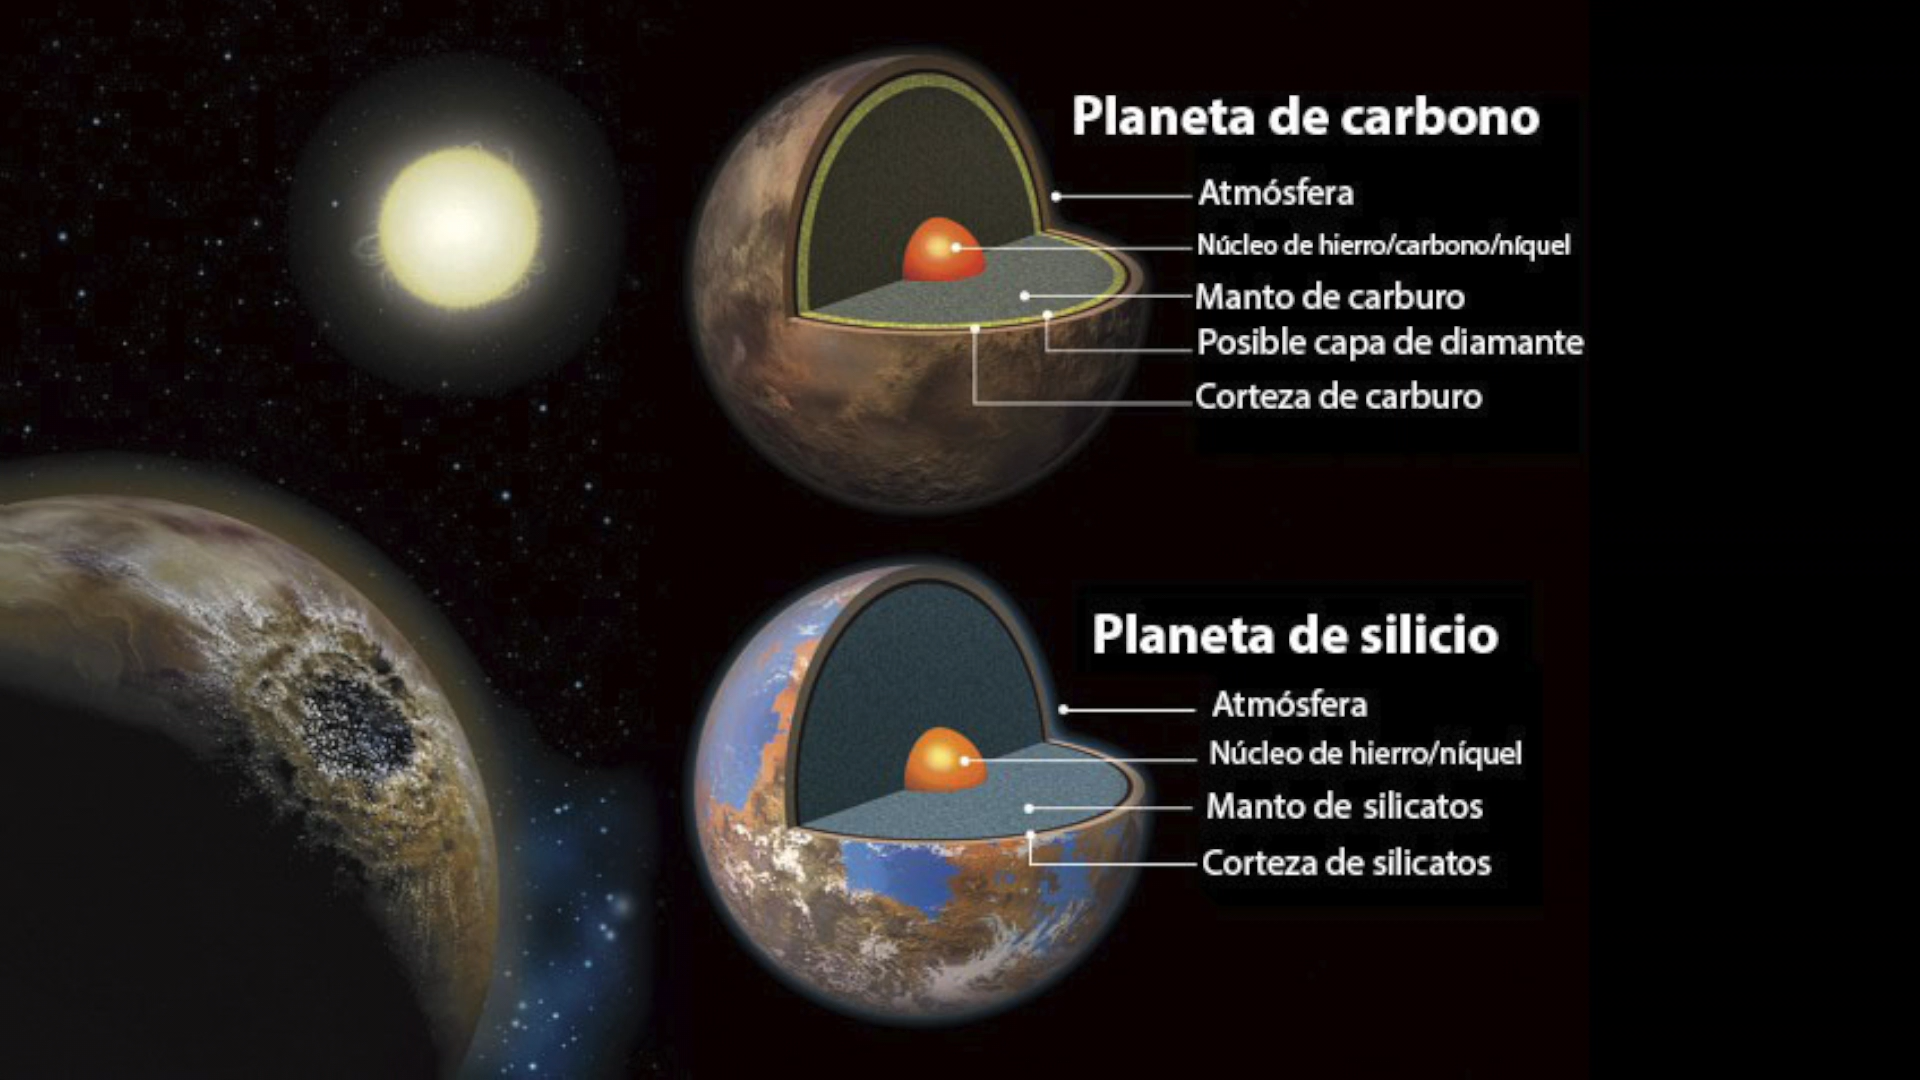 Planeta de carbono
Atmósfera
Núcleo de hierro/carbono/níquel
Manto de carburo
Posible capa de diamante
Corteza de carburo
Planeta de silicio
Atmósfera
Núcleo de hierro/níquel
Manto de silicatos
Corteza de silicatos